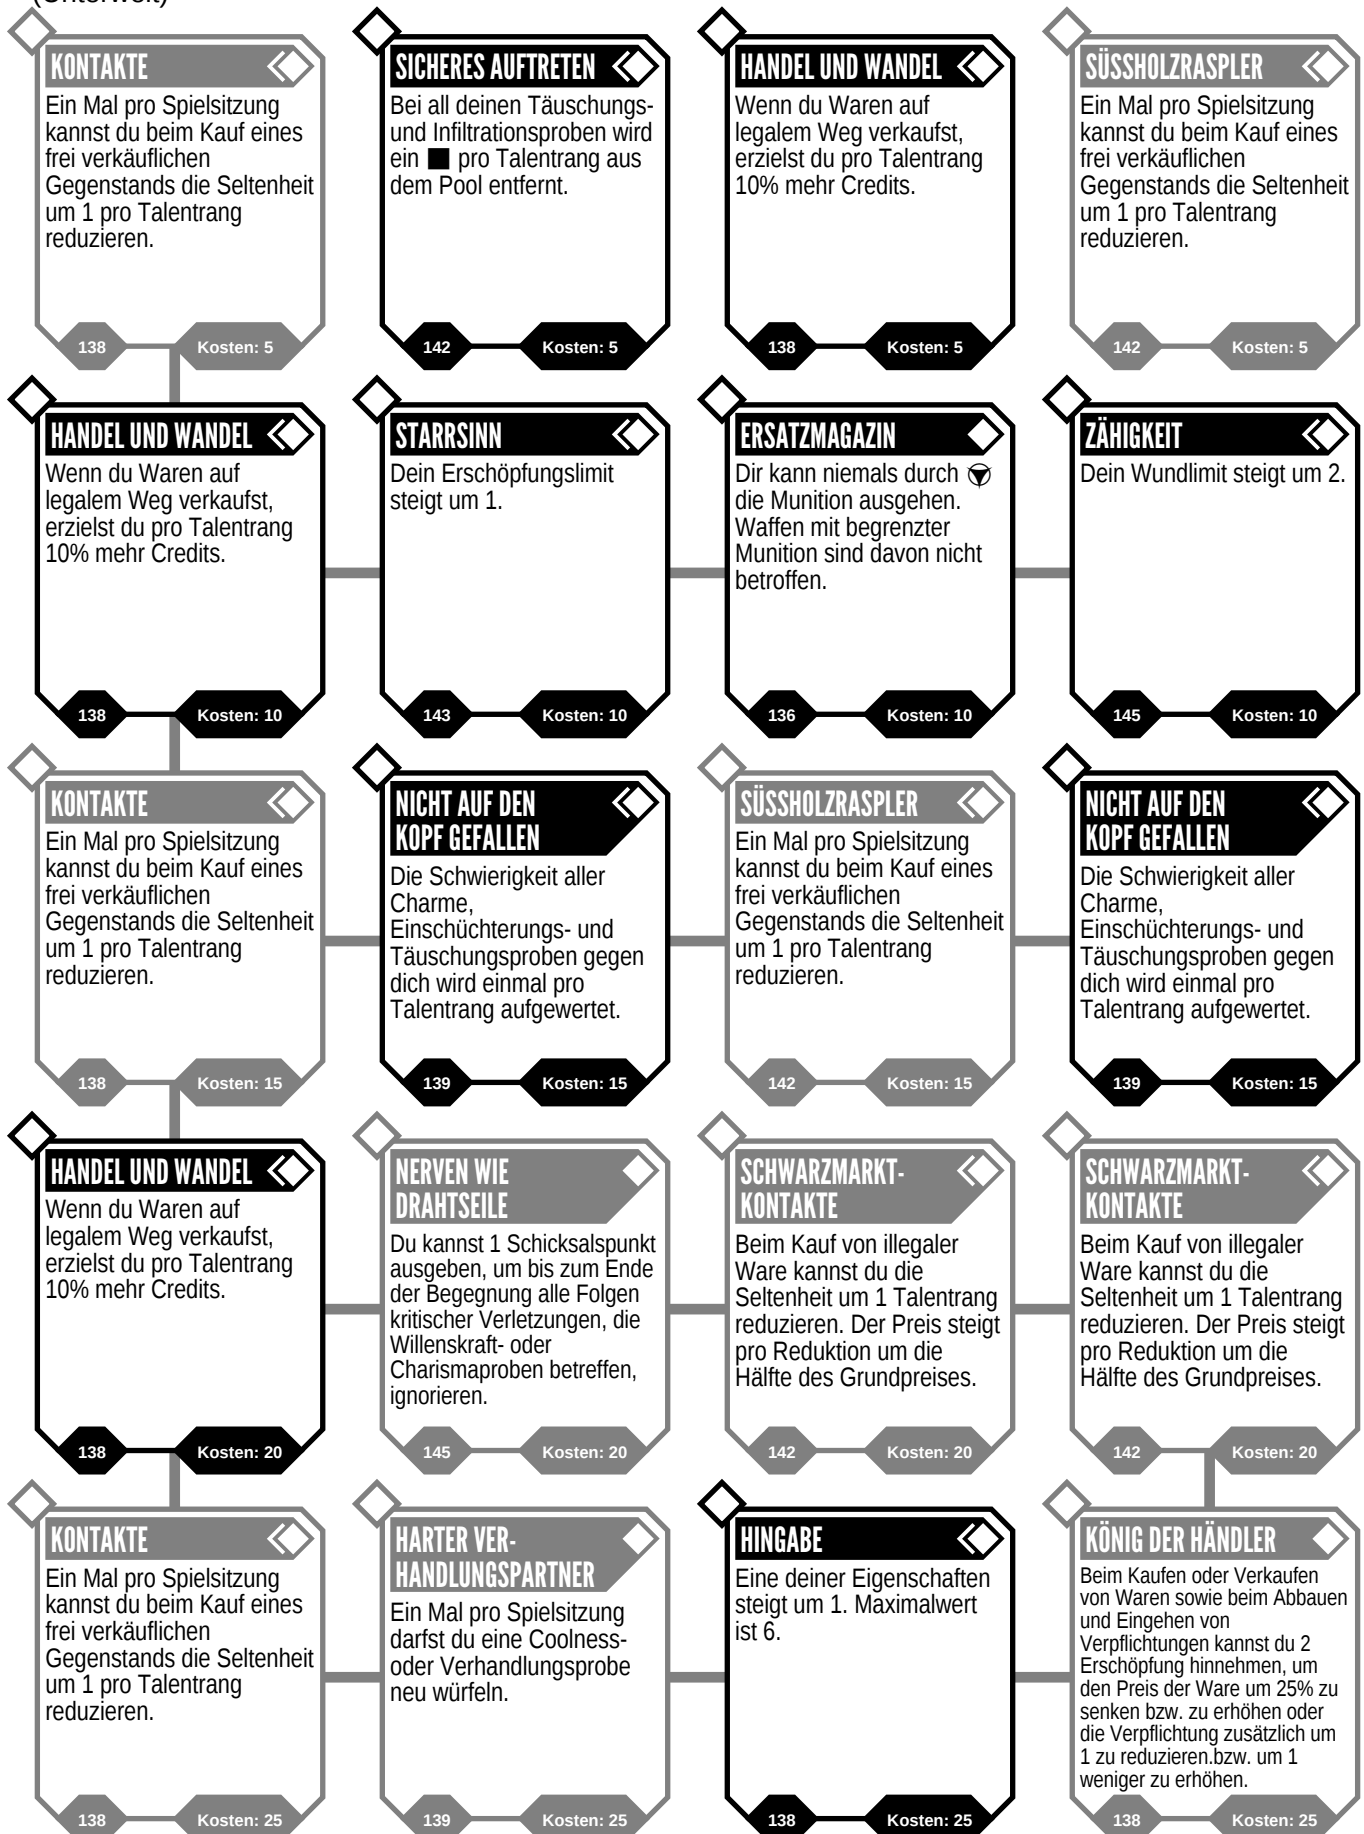 (Unterwelt)
KONTAKTE
Ein Mal pro Spielsitzung
kannst du beim Kauf eines
frei verkäuflichen
Gegenstands die Seltenheit
um 1 pro Talentrang
reduzieren.
138
Kosten: 5
SICHERES AUFTRETEN
Bei all deinen Täuschungs-
und Infiltrationsproben wird
ein ■ pro Talentrang aus
dem Pool entfernt.
142
Kosten: 5
HANDEL UND WANDEL
Wenn du Waren auf
legalem Weg verkaufst,
erzielst du pro Talentrang
10% mehr Credits.
138
Kosten: 5
SÜSSHOLZRASPLER
Ein Mal pro Spielsitzung
kannst du beim Kauf eines
frei verkäuflichen
Gegenstands die Seltenheit
um 1 pro Talentrang
reduzieren.
142
Kosten: 5
HANDEL UND WANDEL
Wenn du Waren auf
legalem Weg verkaufst,
erzielst du pro Talentrang
10% mehr Credits.
138
Kosten: 10
STARRSINN
Dein Erschöpfungslimit
steigt um 1.
143
Kosten: 10
ERSATZMAGAZIN
Dir kann niemals durch
die Munition ausgehen.
Waffen mit begrenzter
Munition sind davon nicht
betroffen.
136
Kosten: 10
ZÄHIGKEIT
Dein Wundlimit steigt um 2.
145
Kosten: 10
KONTAKTE
Ein Mal pro Spielsitzung
kannst du beim Kauf eines
frei verkäuflichen
Gegenstands die Seltenheit
um 1 pro Talentrang
reduzieren.
138
Kosten: 15
NICHT AUF DEN
KOPF GEFALLEN
Die Schwierigkeit aller
Charme,
Einschüchterungs- und
Täuschungsproben gegen
dich wird einmal pro
Talentrang aufgewertet.
139
Kosten: 15
SÜSSHOLZRASPLER
Ein Mal pro Spielsitzung
kannst du beim Kauf eines
frei verkäuflichen
Gegenstands die Seltenheit
um 1 pro Talentrang
reduzieren.
142
Kosten: 15
NICHT AUF DEN
KOPF GEFALLEN
Die Schwierigkeit aller
Charme,
Einschüchterungs- und
Täuschungsproben gegen
dich wird einmal pro
Talentrang aufgewertet.
139
Kosten: 15
HANDEL UND WANDEL
Wenn du Waren auf
legalem Weg verkaufst,
erzielst du pro Talentrang
10% mehr Credits.
138
Kosten: 20
NERVEN WIE
DRAHTSEILE
Du kannst 1 Schicksalspunkt
ausgeben, um bis zum Ende
der Begegnung alle Folgen
kritischer Verletzungen, die
Willenskraft- oder
Charismaproben betreffen,
ignorieren.
145
Kosten: 20
SCHWARZMARKT-
KONTAKTE
Beim Kauf von illegaler
Ware kannst du die
Seltenheit um 1 Talentrang
reduzieren. Der Preis steigt
pro Reduktion um die
Hälfte des Grundpreises.
142
Kosten: 20
SCHWARZMARKT-
KONTAKTE
Beim Kauf von illegaler
Ware kannst du die
Seltenheit um 1 Talentrang
reduzieren. Der Preis steigt
pro Reduktion um die
Hälfte des Grundpreises.
142
Kosten: 20
KONTAKTE
Ein Mal pro Spielsitzung
kannst du beim Kauf eines
frei verkäuflichen
Gegenstands die Seltenheit
um 1 pro Talentrang
reduzieren.
138
Kosten: 25
HARTER VER-
HANDLUNGSPARTNER
Ein Mal pro Spielsitzung
darfst du eine Coolness-
oder Verhandlungsprobe
neu würfeln.
139
Kosten: 25
HINGABE
Eine deiner Eigenschaften
steigt um 1. Maximalwert
ist 6.
138
Kosten: 25
KÖNIG DER HÄNDLER
Beim Kaufen oder Verkaufen
von Waren sowie beim Abbauen
und Eingehen von
Verpflichtungen kannst du 2
Erschöpfung hinnehmen, um
den Preis der Ware um 25% zu
senken bzw. zu erhöhen oder
die Verpflichtung zusätzlich um
1 zu reduzieren.bzw. um 1
weniger zu erhöhen.
138
Kosten: 25